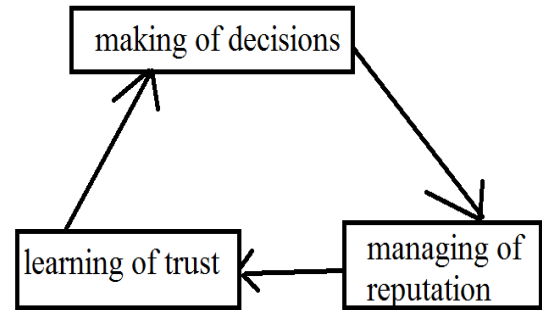 making of decisions
learning of trust
managing of
reputation